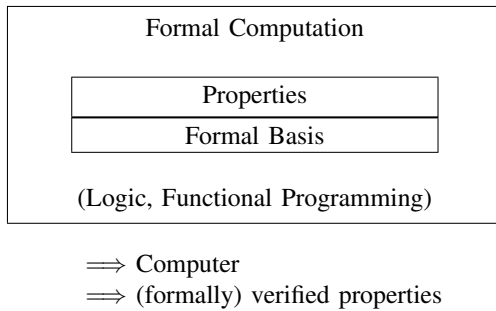 Formal Computation
Properties
Formal Basis
(Logic, Functional Programming)
⟹ Computer
⟹ (formally) verified properties